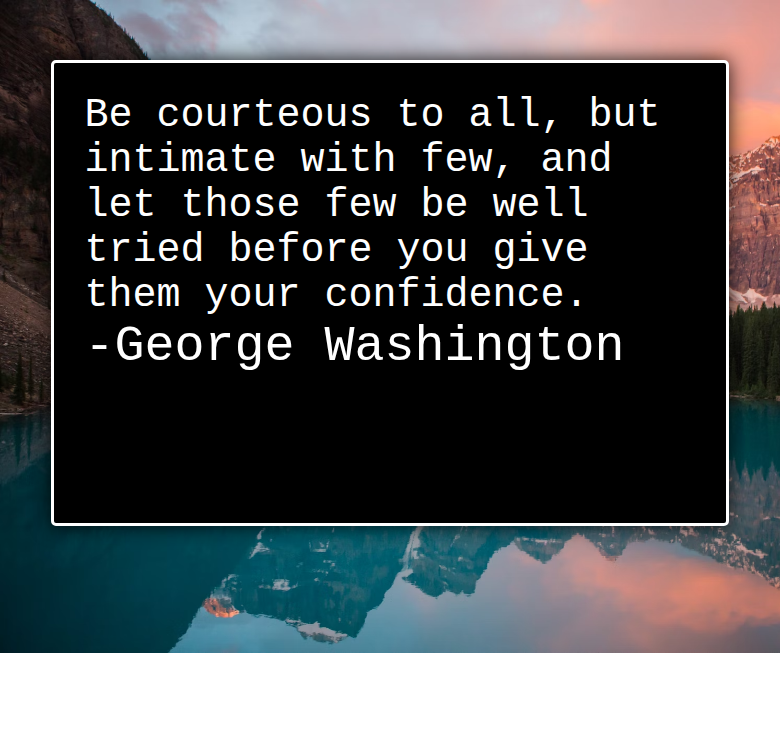 Be courteous to all, but
intimate with few, and
let those few be well
tried before you give
them your confidence.
-George Washington